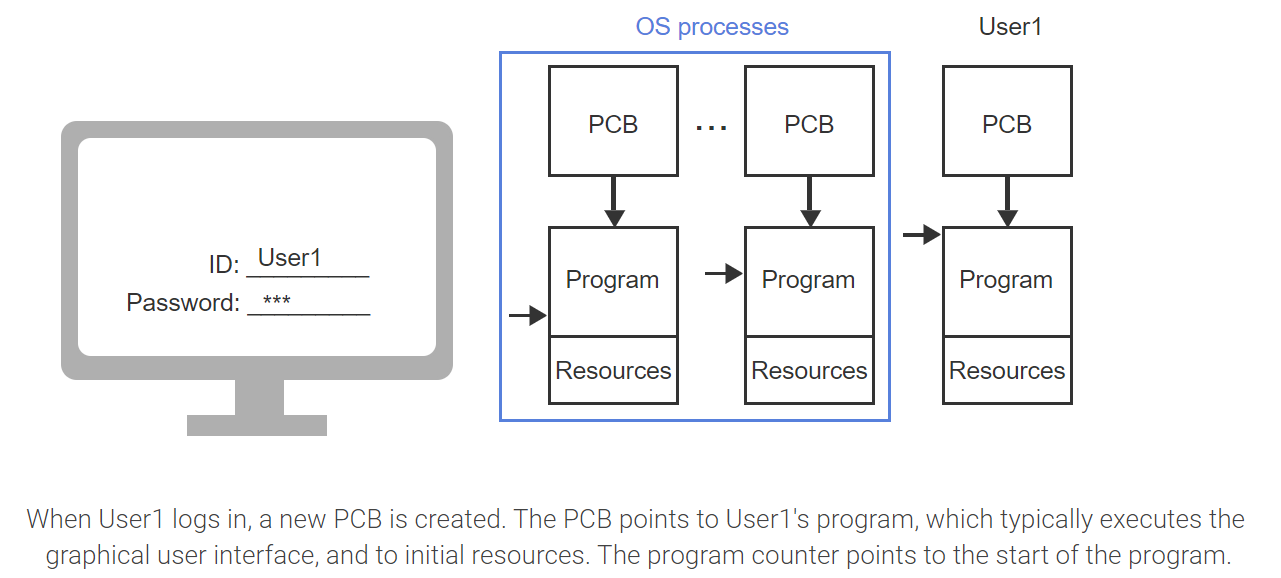 OS processes
User1
PCB
...
PCB
PCB
ID: User1
Password: ***
Program
Program
Program
Resources
Resources
Resources
When User1 logs in, a new PCB is created. The PCB points to User1's program, which typically executes the
graphical user interface, and to initial resources. The program counter points to the start of the program.